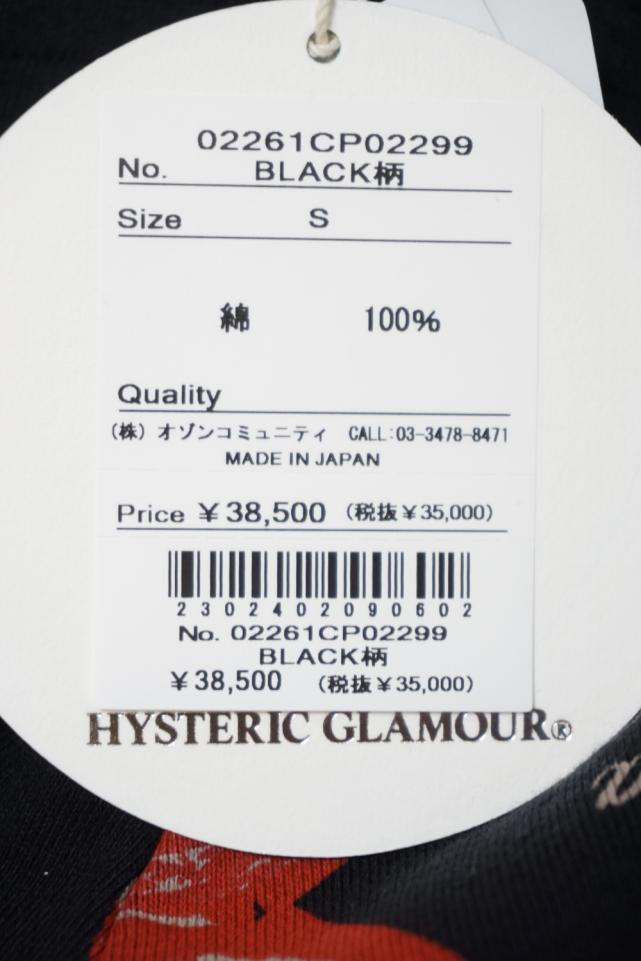 02261CP02299
No. BLACK柄
Size S
綿 100%
Quality
(株) オゾンコミュニティ CALL:03-3478-8471
MADE IN JAPAN
Price ¥38,500 (税抜¥35,000)
2302402090602
No. 02261CP02299
BLACK柄
¥38,500 (税抜¥35,000)
HYSTERIC GLAMOUR®